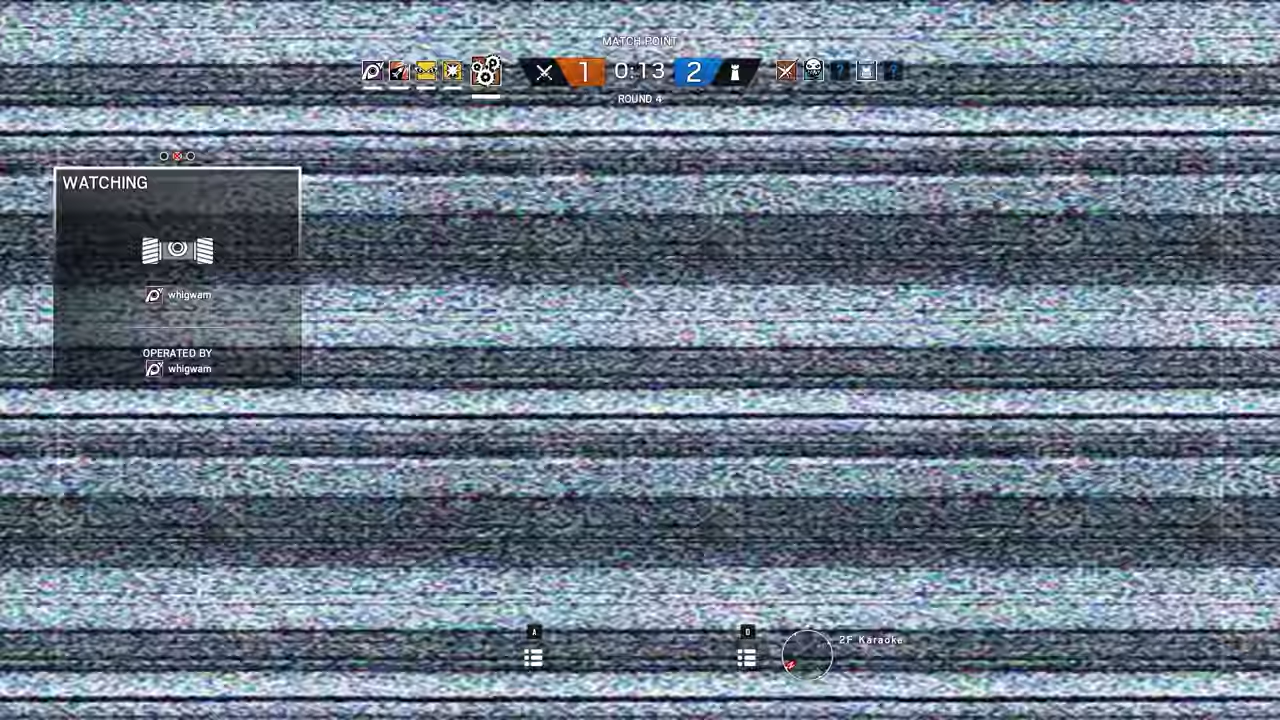 MATCH POINT
1 0:13 2
? ?
ROUND 4
WATCHING
whigwam
OPERATED BY
whigwam
A D
2F Karaoke